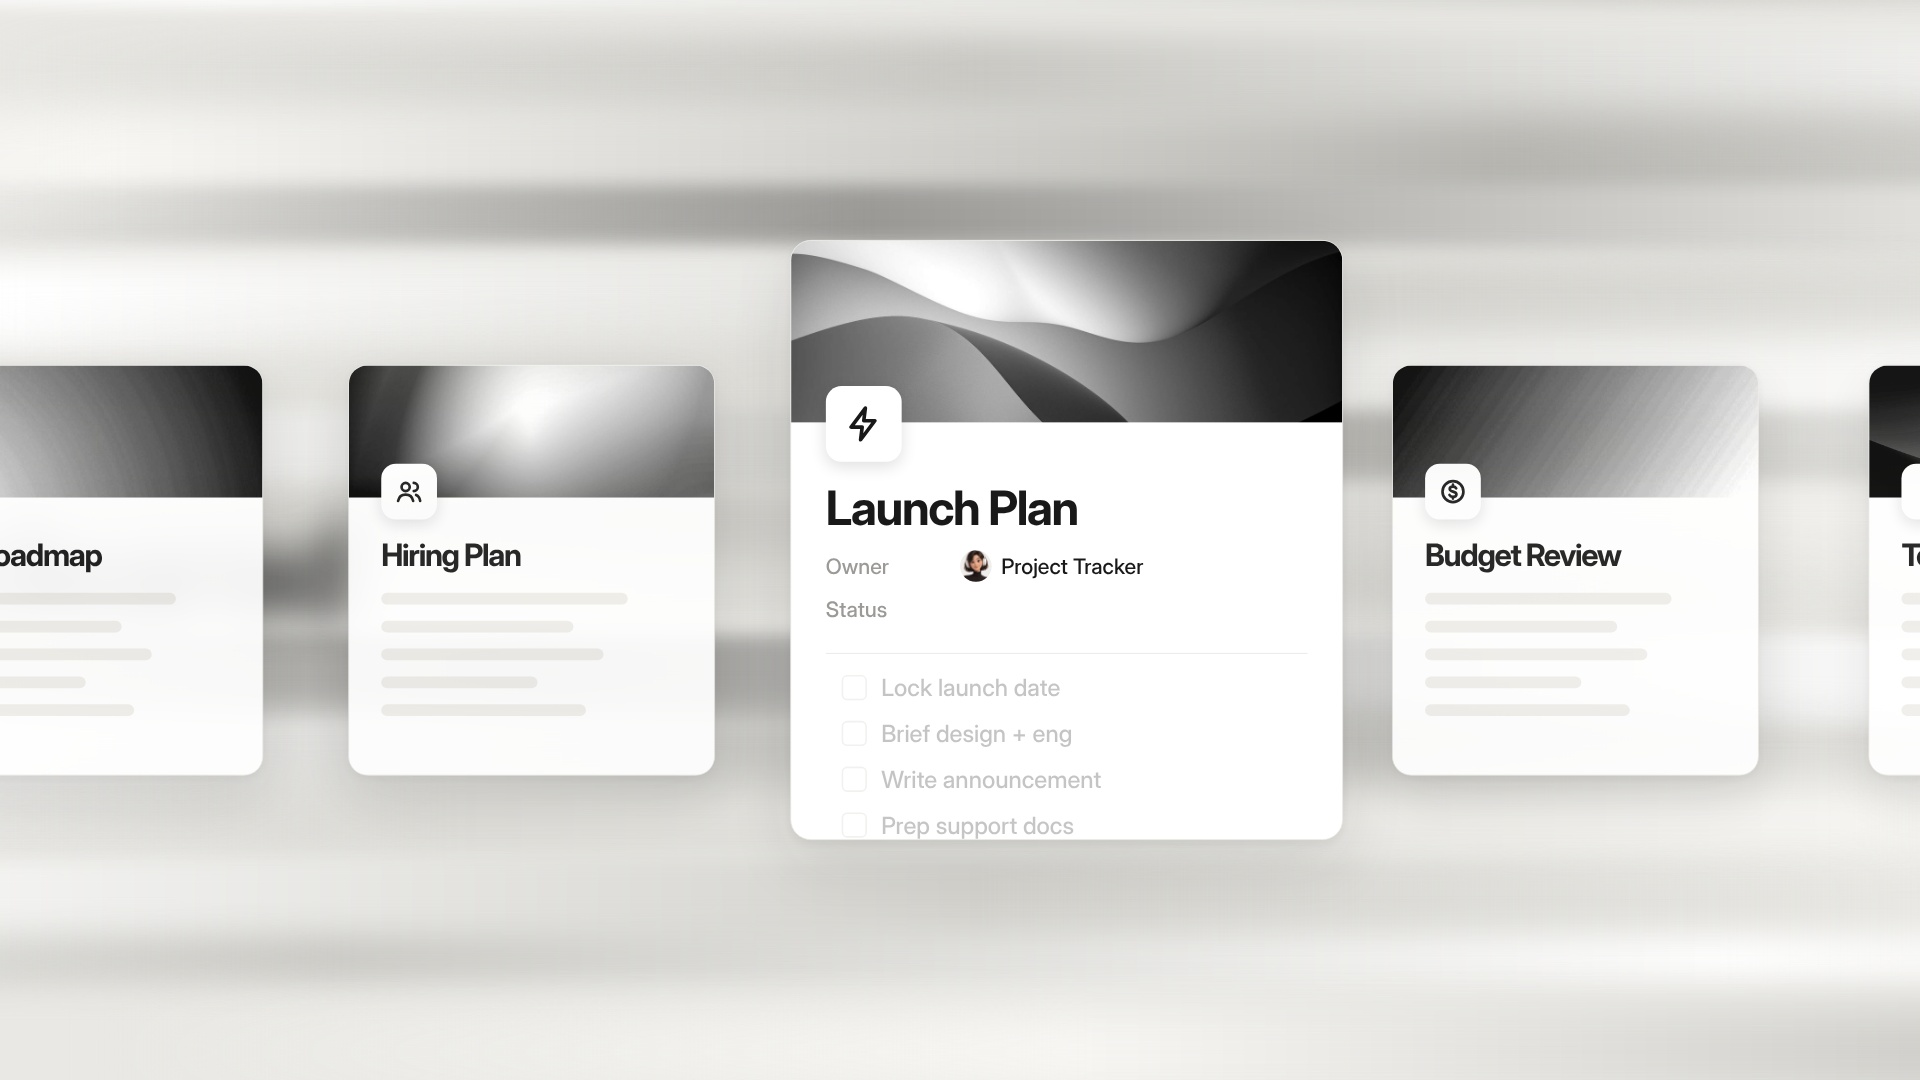 oadmap
Hiring Plan
Launch Plan
Owner Project Tracker
Status
Lock launch date
Brief design + eng
Write announcement
Prep support docs
Budget Review